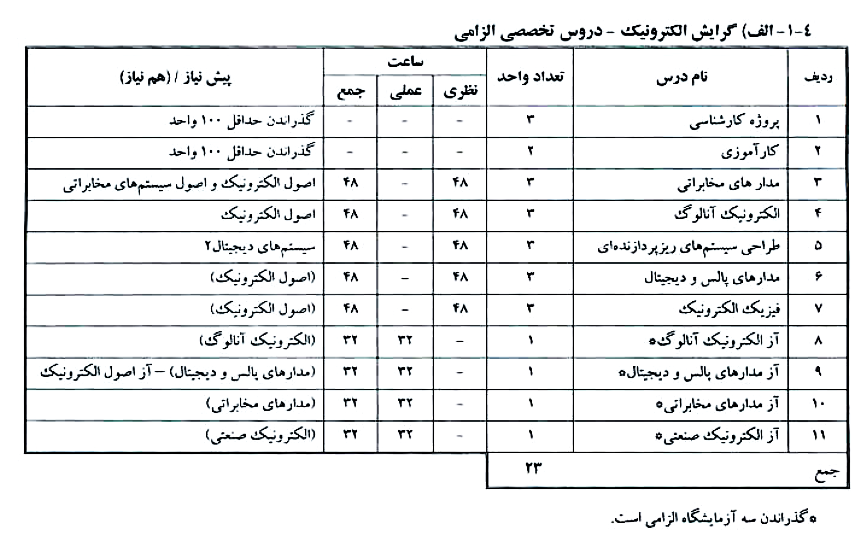 ٤-۱- الف) گرایش الکترونیک - دروس تخصصی الزامی
ردیف نام درس تعداد واحد ساعت پیش نیاز / (هم نیاز)
نظری عملی جمع
۱ پروژه کارشناسی ۳ - - - گذراندن حداقل ۱۰۰ واحد
۲ کارآموزی ۲ - - - گذراندن حداقل ۱۰۰ واحد
۳ مدار های مخابراتی ۳ ۴۸ - ۴۸ اصول الکترونیک و اصول سیستم‌های مخابراتی
۴ الکترونیک آنالوگ ۳ ۴۸ - ۴۸ اصول الکترونیک
۵ طراحی سیستم‌های ریزپردازنده‌ای ۳ ۴۸ - ۴۸ سیستم‌های دیجیتال۲
۶ مدارهای پالس و دیجیتال ۳ ۴۸ - ۴۸ (اصول الکترونیک)
۷ فیزیک الکترونیک ۳ ۴۸ - ۴۸ (اصول الکترونیک)
۸ آز الکترونیک آنالوگ* ۱ - ۳۲ ۳۲ (الکترونیک آنالوگ)
۹ آز مدارهای پالس و دیجیتال* ۱ - ۳۲ ۳۲ (مدارهای پالس و دیجیتال) - آز اصول الکترونیک
۱۰ آز مدارهای مخابراتی* ۱ - ۳۲ ۳۲ (مدارهای مخابراتی)
۱۱ آز الکترونیک صنعتی* ۱ - ۳۲ ۳۲ (الکترونیک صنعتی)
جمع ۲۳
*گذراندن سه آزمایشگاه الزامی است.